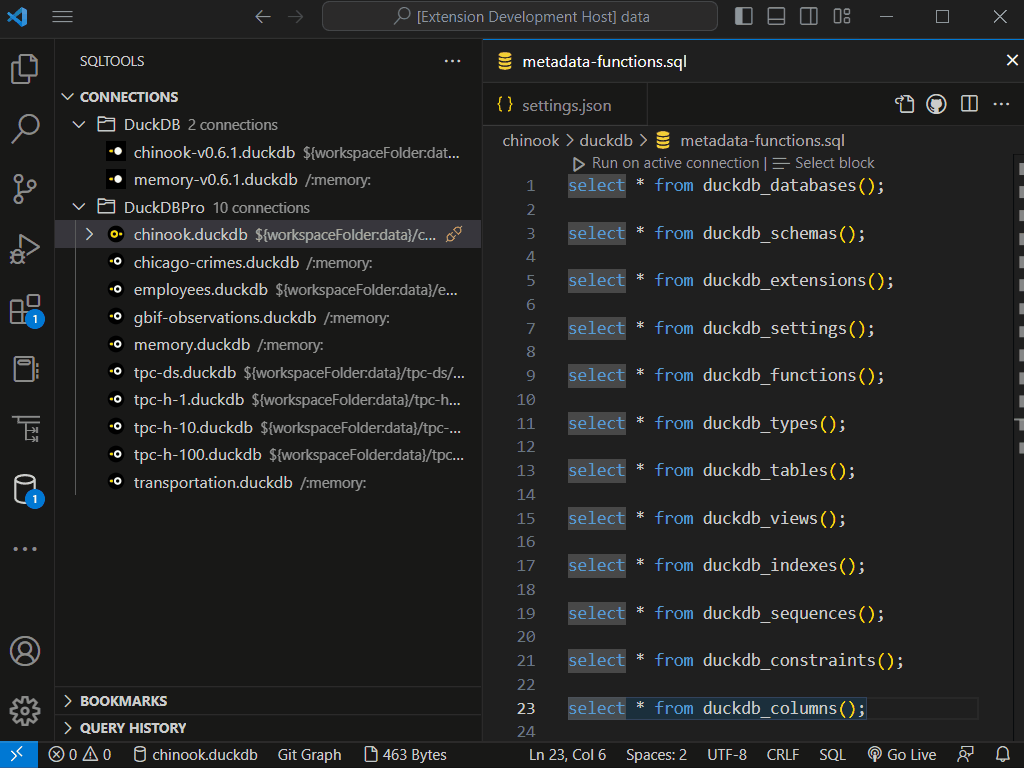 [Extension Development Host] data
SQLTOOLS
CONNECTIONS
DuckDB 2 connections
chinook-v0.6.1.duckdb ${workspaceFolder:dat...
memory-v0.6.1.duckdb /:memory:
DuckDBPro 10 connections
chinook.duckdb ${workspaceFolder:data}/c...
chicago-crimes.duckdb /:memory:
employees.duckdb ${workspaceFolder:data}/e...
gbif-observations.duckdb /:memory:
memory.duckdb /:memory:
tpc-ds.duckdb ${workspaceFolder:data}/tpc-ds/...
tpc-h-1.duckdb ${workspaceFolder:data}/tpc-h...
tpc-h-10.duckdb ${workspaceFolder:data}/tpc-...
tpc-h-100.duckdb ${workspaceFolder:data}/tpc...
transportation.duckdb /:memory:
1
1
BOOKMARKS
QUERY HISTORY
metadata-functions.sql
{} settings.json
chinook > duckdb > metadata-functions.sql
Run on active connection | Select block
1 select * from duckdb_databases();
2
3 select * from duckdb_schemas();
4
5 select * from duckdb_extensions();
6
7 select * from duckdb_settings();
8
9 select * from duckdb_functions();
10
11 select * from duckdb_types();
12
13 select * from duckdb_tables();
14
15 select * from duckdb_views();
16
17 select * from duckdb_indexes();
18
19 select * from duckdb_sequences();
20
21 select * from duckdb_constraints();
22
23 select * from duckdb_columns();
24
0 0 chinook.duckdb Git Graph 463 Bytes Ln 23, Col 6 Spaces: 2 UTF-8 CRLF SQL Go Live